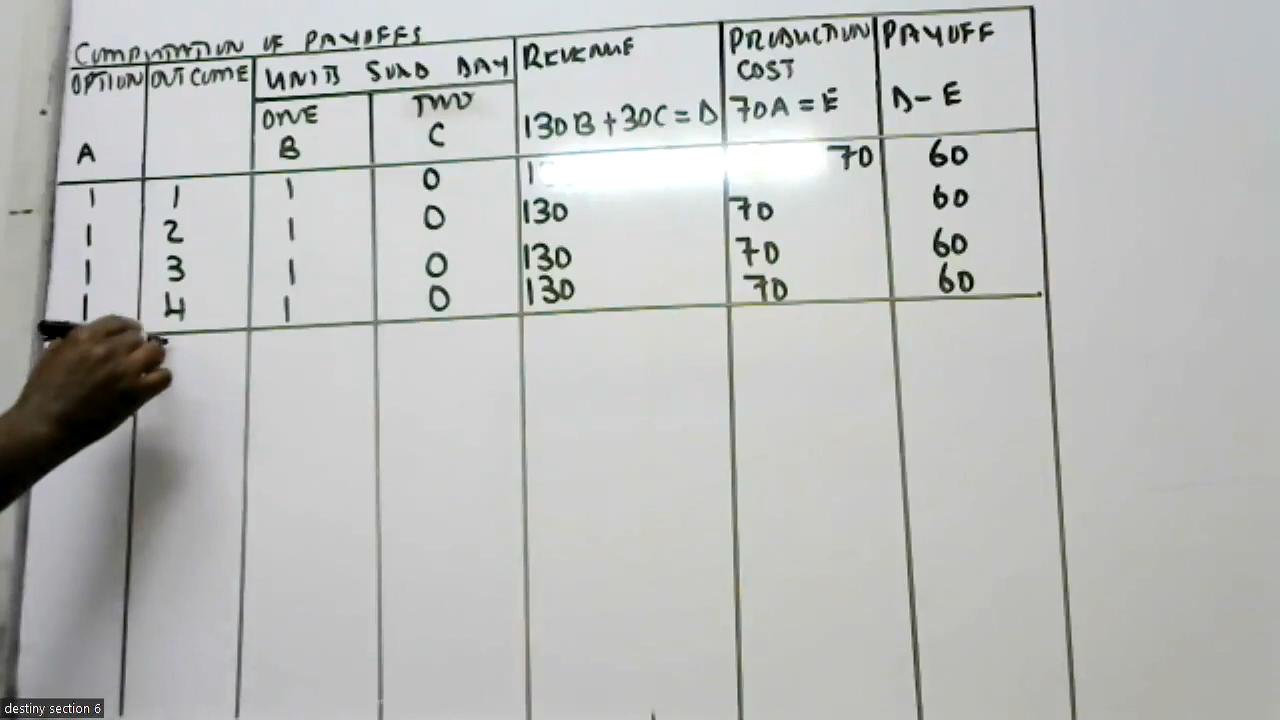 COMPUTATION OF PAYOFFS
OPTION OUTCOME UNITS SOLD DAY REVENUE PRODUCTION COST PAYOFF
ONE TWO
A B C 130B + 30C = D 70A = E D - E
1 1 1 0 1 70 60
1 2 1 0 130 70 60
1 3 1 0 130 70 60
1 4 1 0 130 70 60
destiny section 6